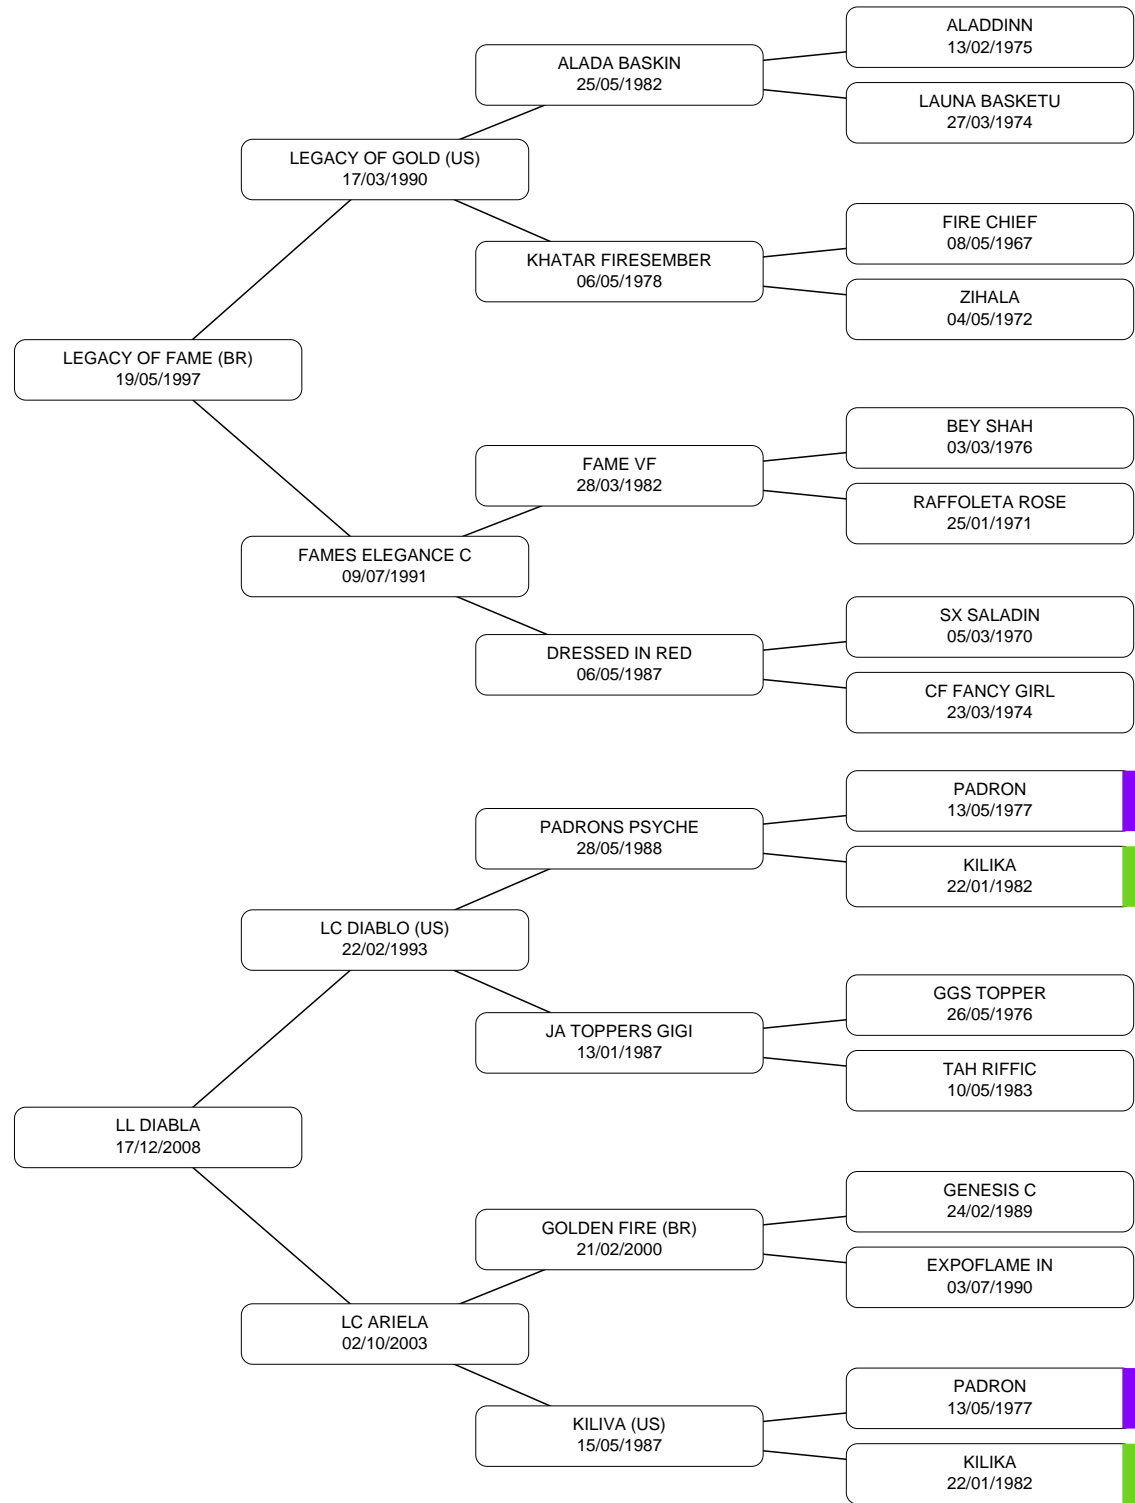 ALADDINN
13/02/1975
ALADA BASKIN
25/05/1982
LAUNA BASKETU
27/03/1974
LEGACY OF GOLD (US)
17/03/1990
FIRE CHIEF
08/05/1967
KHATAR FIRESEMBER
06/05/1978
ZIHALA
04/05/1972
LEGACY OF FAME (BR)
19/05/1997
BEY SHAH
03/03/1976
FAME VF
28/03/1982
RAFFOLETA ROSE
25/01/1971
FAMES ELEGANCE C
09/07/1991
SX SALADIN
05/03/1970
DRESSED IN RED
06/05/1987
CF FANCY GIRL
23/03/1974
PADRON
13/05/1977
PADRONS PSYCHE
28/05/1988
KILIKA
22/01/1982
LC DIABLO (US)
22/02/1993
GGS TOPPER
26/05/1976
JA TOPPERS GIGI
13/01/1987
TAH RIFFIC
10/05/1983
LL DIABLA
17/12/2008
GENESIS C
24/02/1989
GOLDEN FIRE (BR)
21/02/2000
EXPOFLAME IN
03/07/1990
LC ARIELA
02/10/2003
PADRON
13/05/1977
KILIVA (US)
15/05/1987
KILIKA
22/01/1982